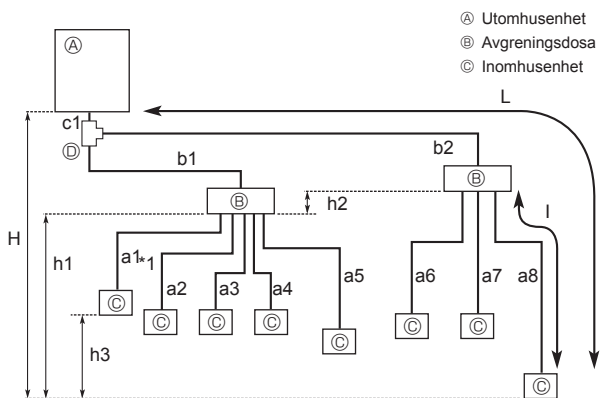 Ⓐ Utomhusenhet
Ⓑ Avgreningsdosa
Ⓒ Inomhusenhet
Ⓐ
L
c1
Ⓓ
b1
b2
Ⓑ
Ⓑ
h2
H
h1
I
a1*1
a2
a3
a4
a5
a6
a7
a8
Ⓒ
Ⓒ
Ⓒ
Ⓒ
Ⓒ
Ⓒ
Ⓒ
h3
Ⓒ